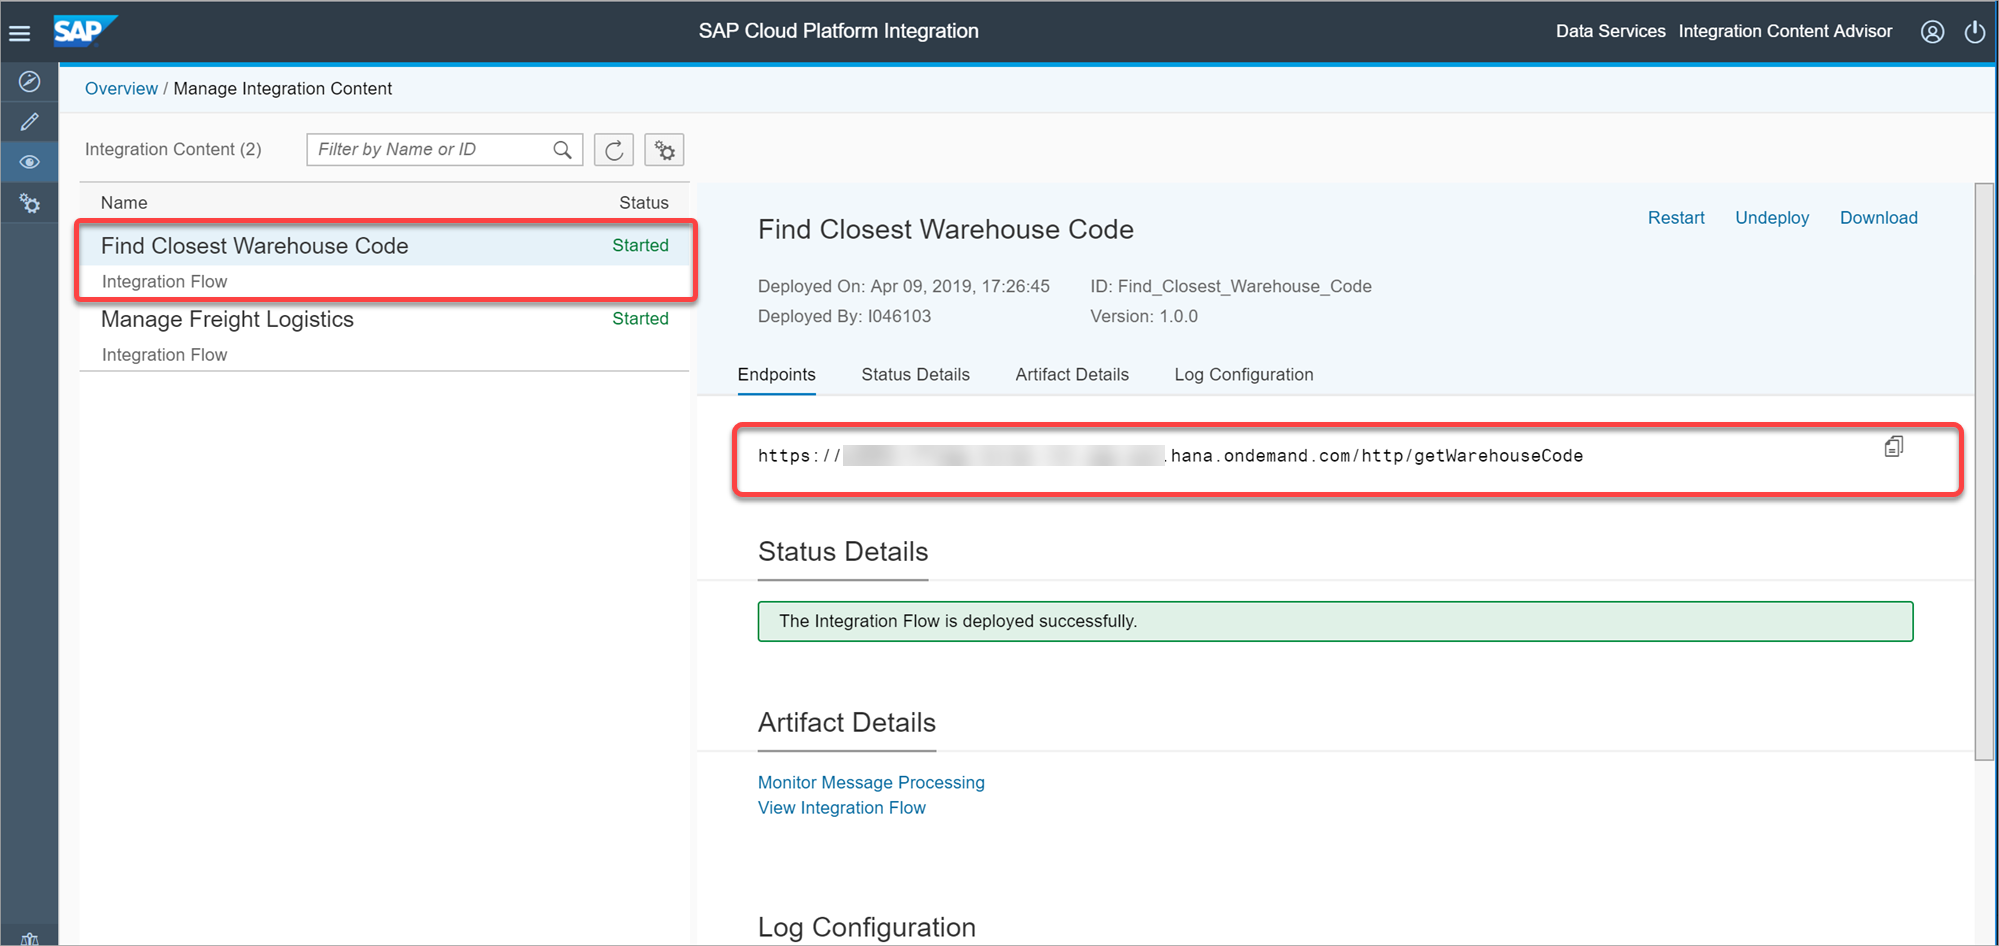 SAP
SAP Cloud Platform Integration
Data Services Integration Content Advisor
Overview / Manage Integration Content
Integration Content (2)
Filter by Name or ID
Name Status
Find Closest Warehouse Code Started
Integration Flow
Manage Freight Logistics Started
Integration Flow
Find Closest Warehouse Code
Restart Undeploy Download
Deployed On: Apr 09, 2019, 17:26:45 ID: Find_Closest_Warehouse_Code
Deployed By: I046103 Version: 1.0.0
Endpoints Status Details Artifact Details Log Configuration
https:// .hana.ondemand.com/http/getWarehouseCode
Status Details
The Integration Flow is deployed successfully.
Artifact Details
Monitor Message Processing
View Integration Flow
Log Configuration